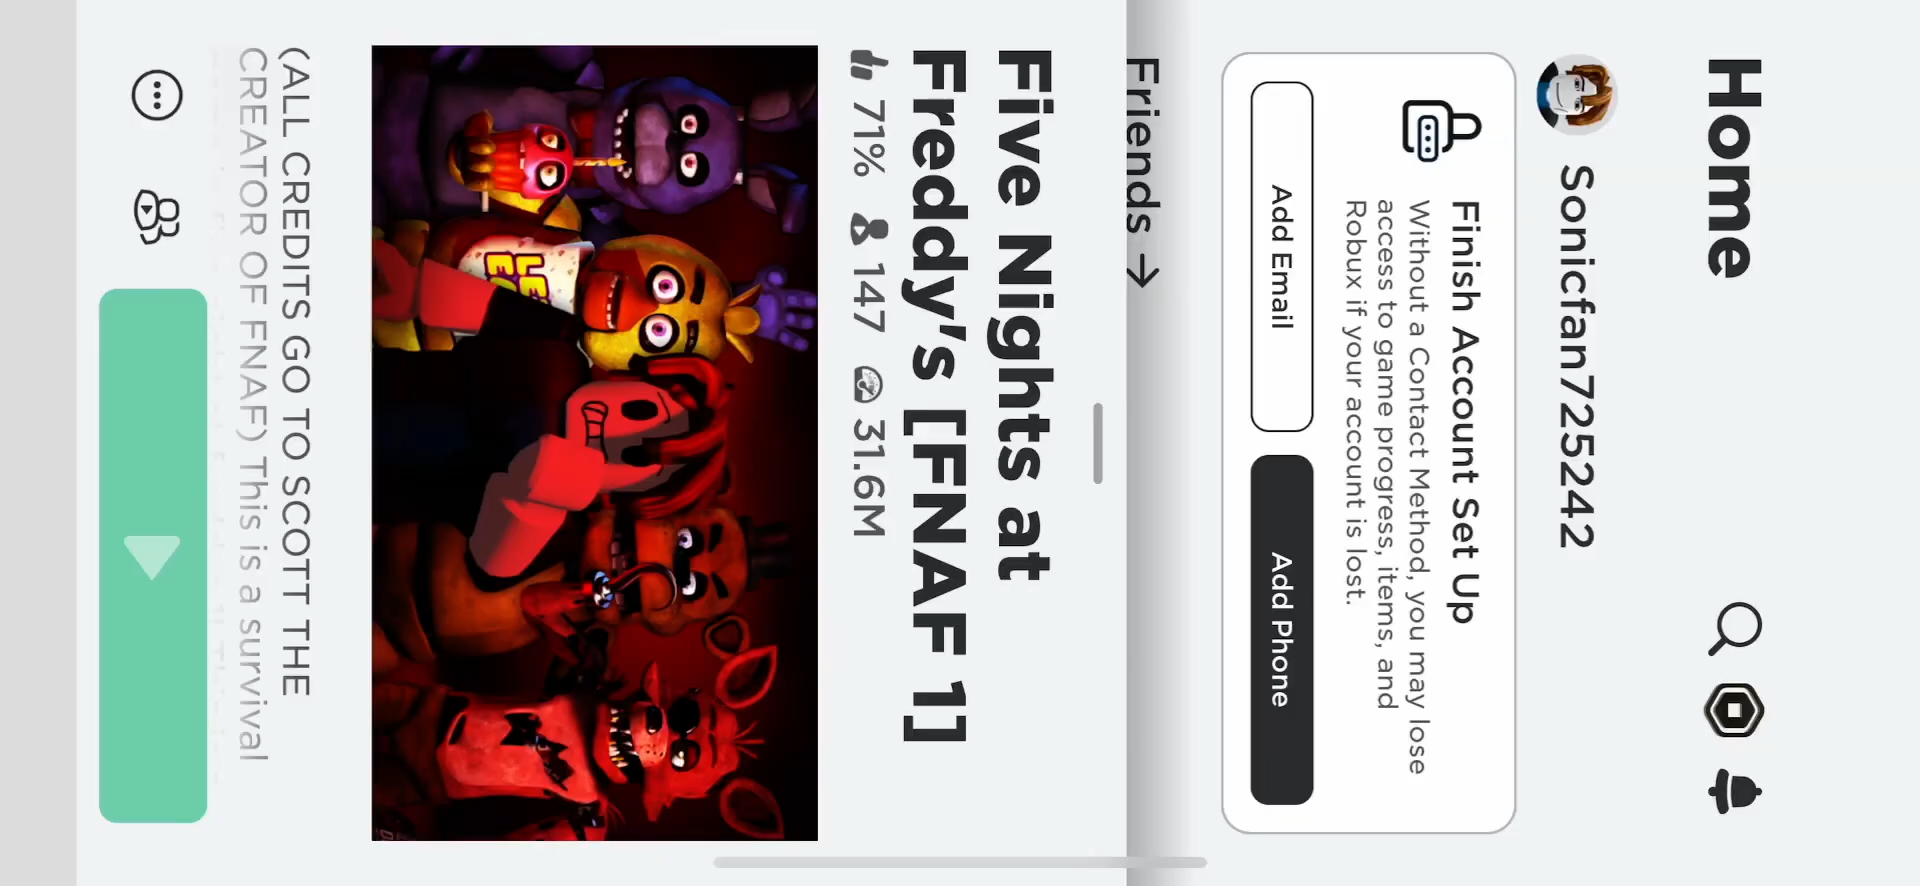 Home
Sonicfan725242
Finish Account Set Up
Without a Contact Method, you may lose
access to game progress, items, and
Robux if your account is lost.
Add Email
Add Phone
Friends →
Five Nights at
Freddy's [FNAF 1]
71% 147 31.6M
(ALL CREDITS GO TO SCOTT THE
CREATOR OF FNAF) This is a survival